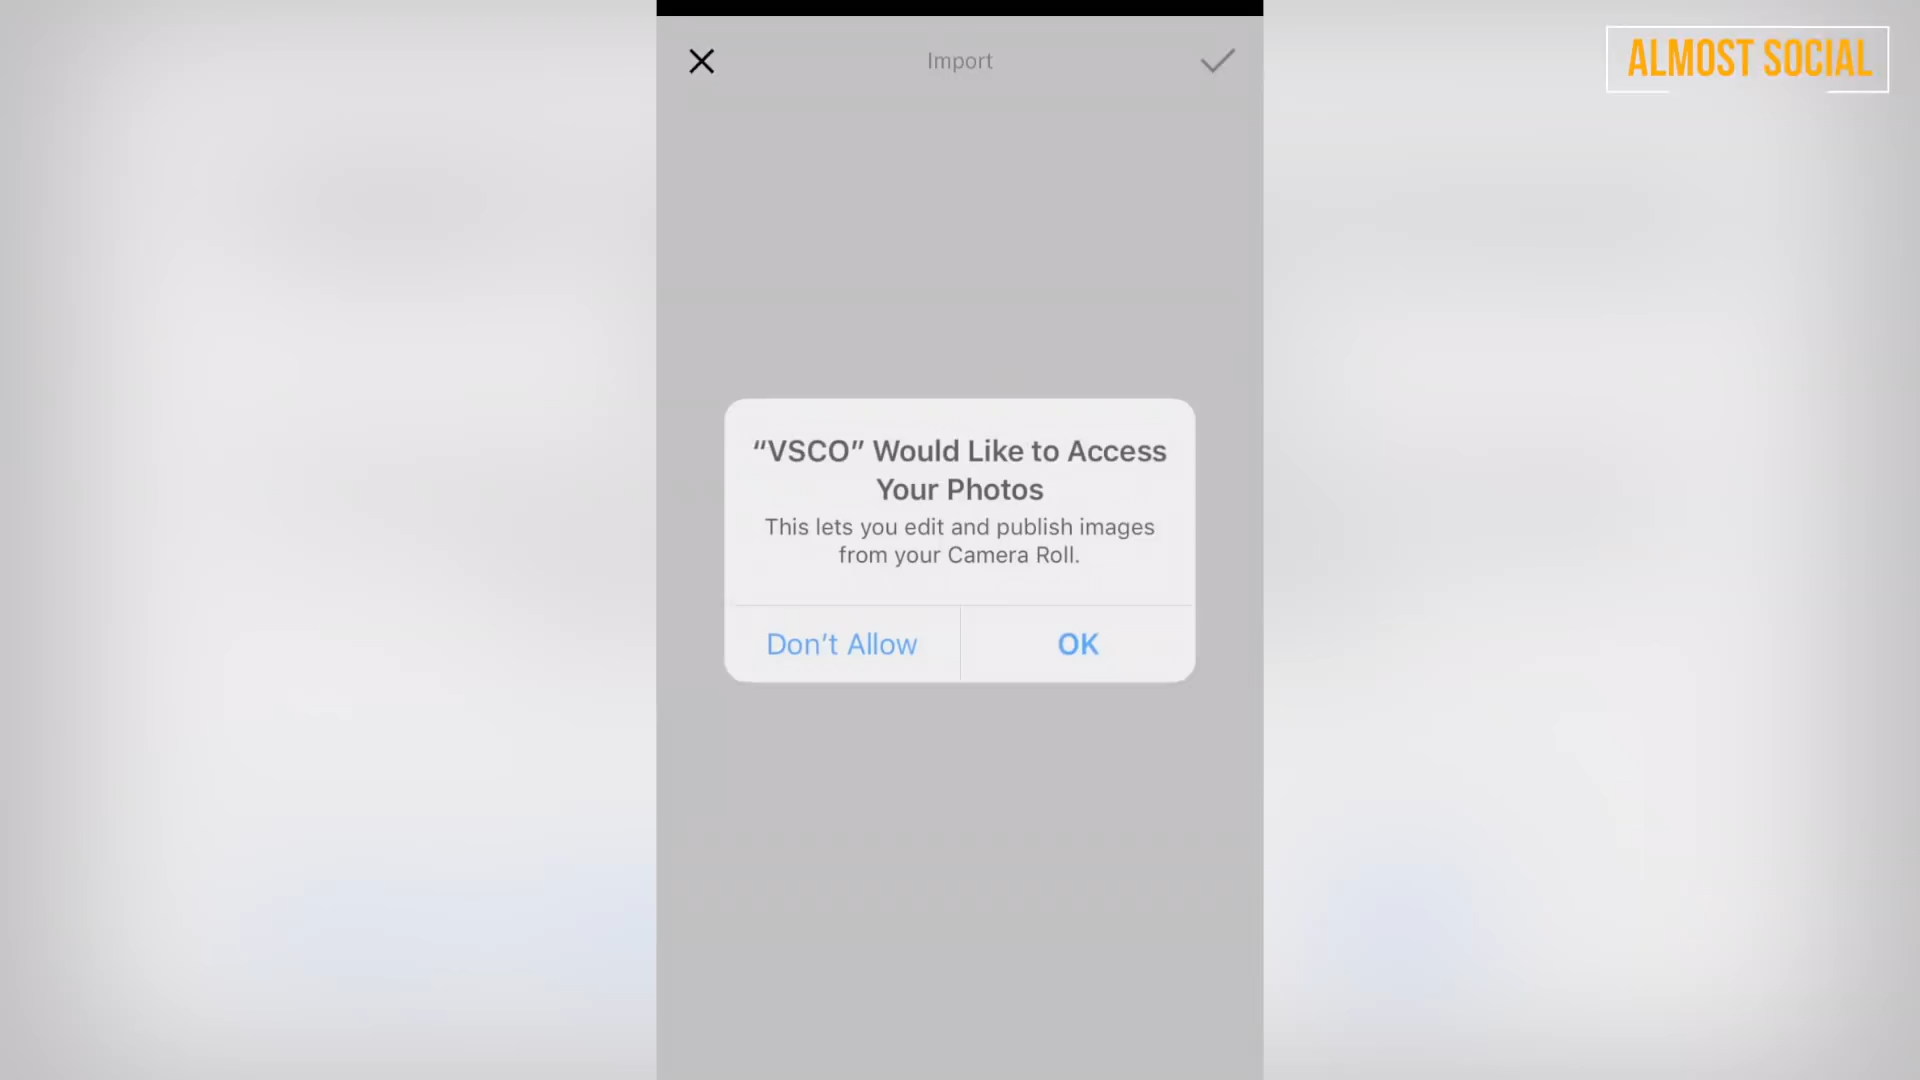 Import
ALMOST SOCIAL
“VSCO” Would Like to Access
Your Photos
This lets you edit and publish images
from your Camera Roll.
Don’t Allow
OK